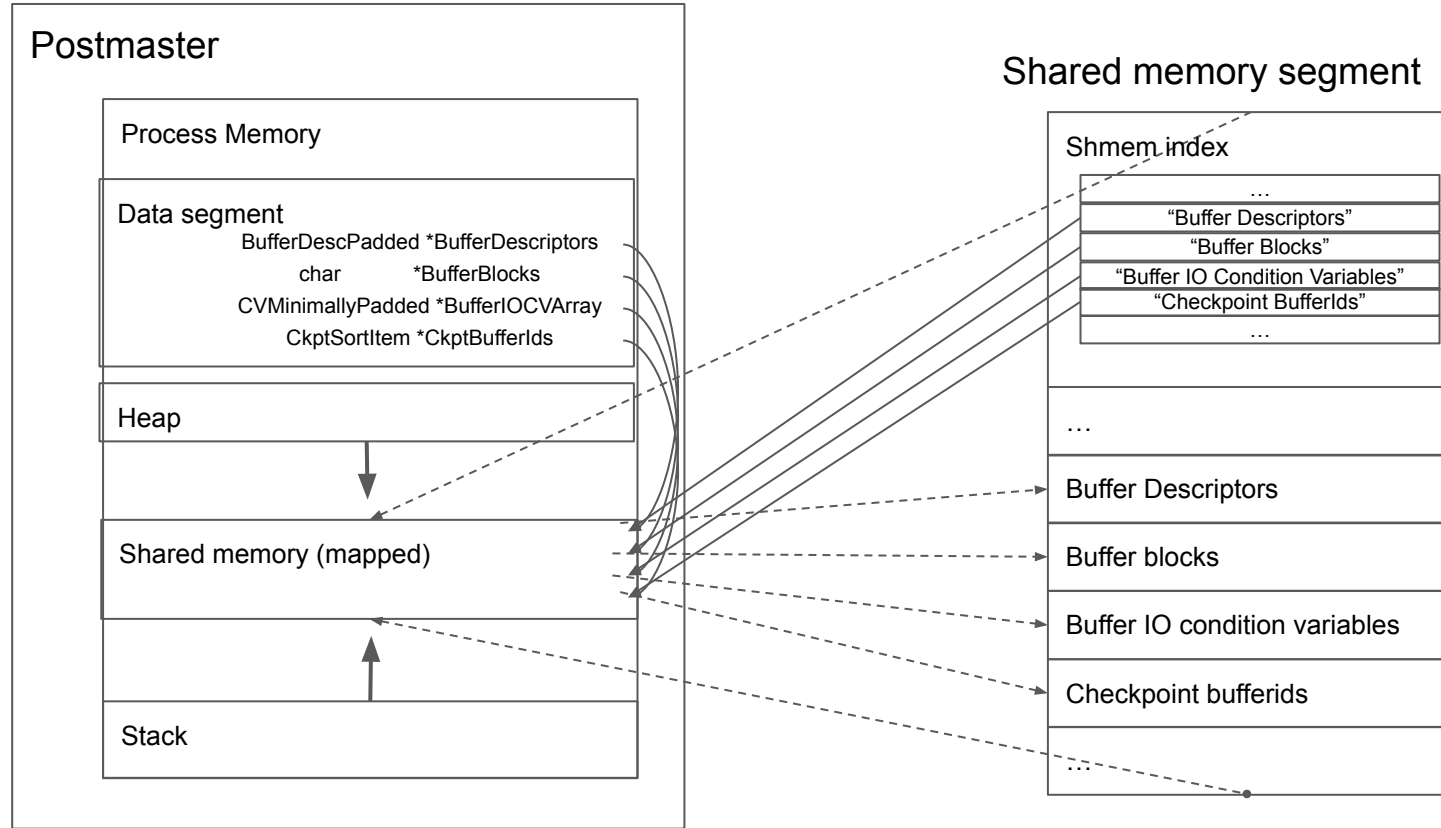 Postmaster
Process Memory
Data segment
BufferDescPadded *BufferDescriptors
char *BufferBlocks
CVMinimallyPadded *BufferIOCVArray
CkptSortItem *CkptBufferIds
Heap
Shared memory (mapped)
Stack
Shared memory segment
Shmem index
…
“Buffer Descriptors”
“Buffer Blocks”
“Buffer IO Condition Variables”
“Checkpoint BufferIds”
…
…
Buffer Descriptors
Buffer blocks
Buffer IO condition variables
Checkpoint bufferids
…